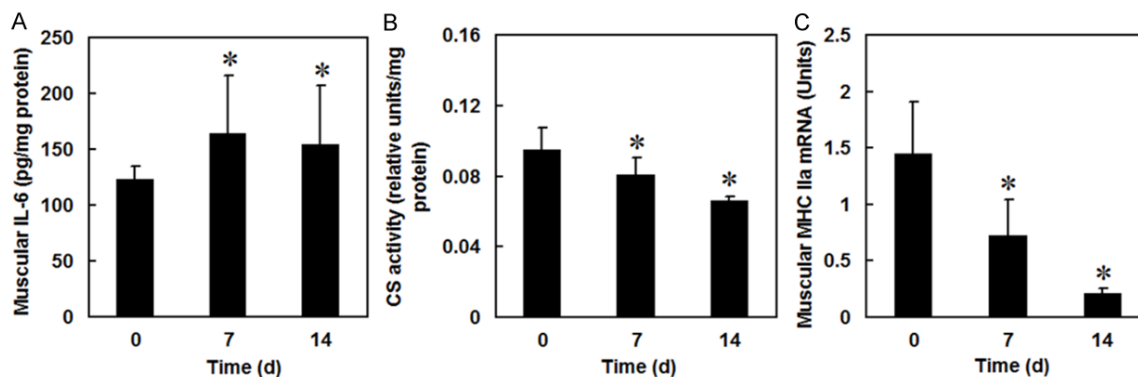 A
Muscular IL-6 (pg/mg protein)
250
200
150
100
50
0
*
*
0 7 14
Time (d)
B
CS activity (relative units/mg
protein)
0.16
0.12
0.08
0.04
0
*
*
0 7 14
Time (d)
C
Muscular MHC IIa mRNA (Units)
2.5
2
1.5
1
0.5
0
*
*
0 7 14
Time (d)